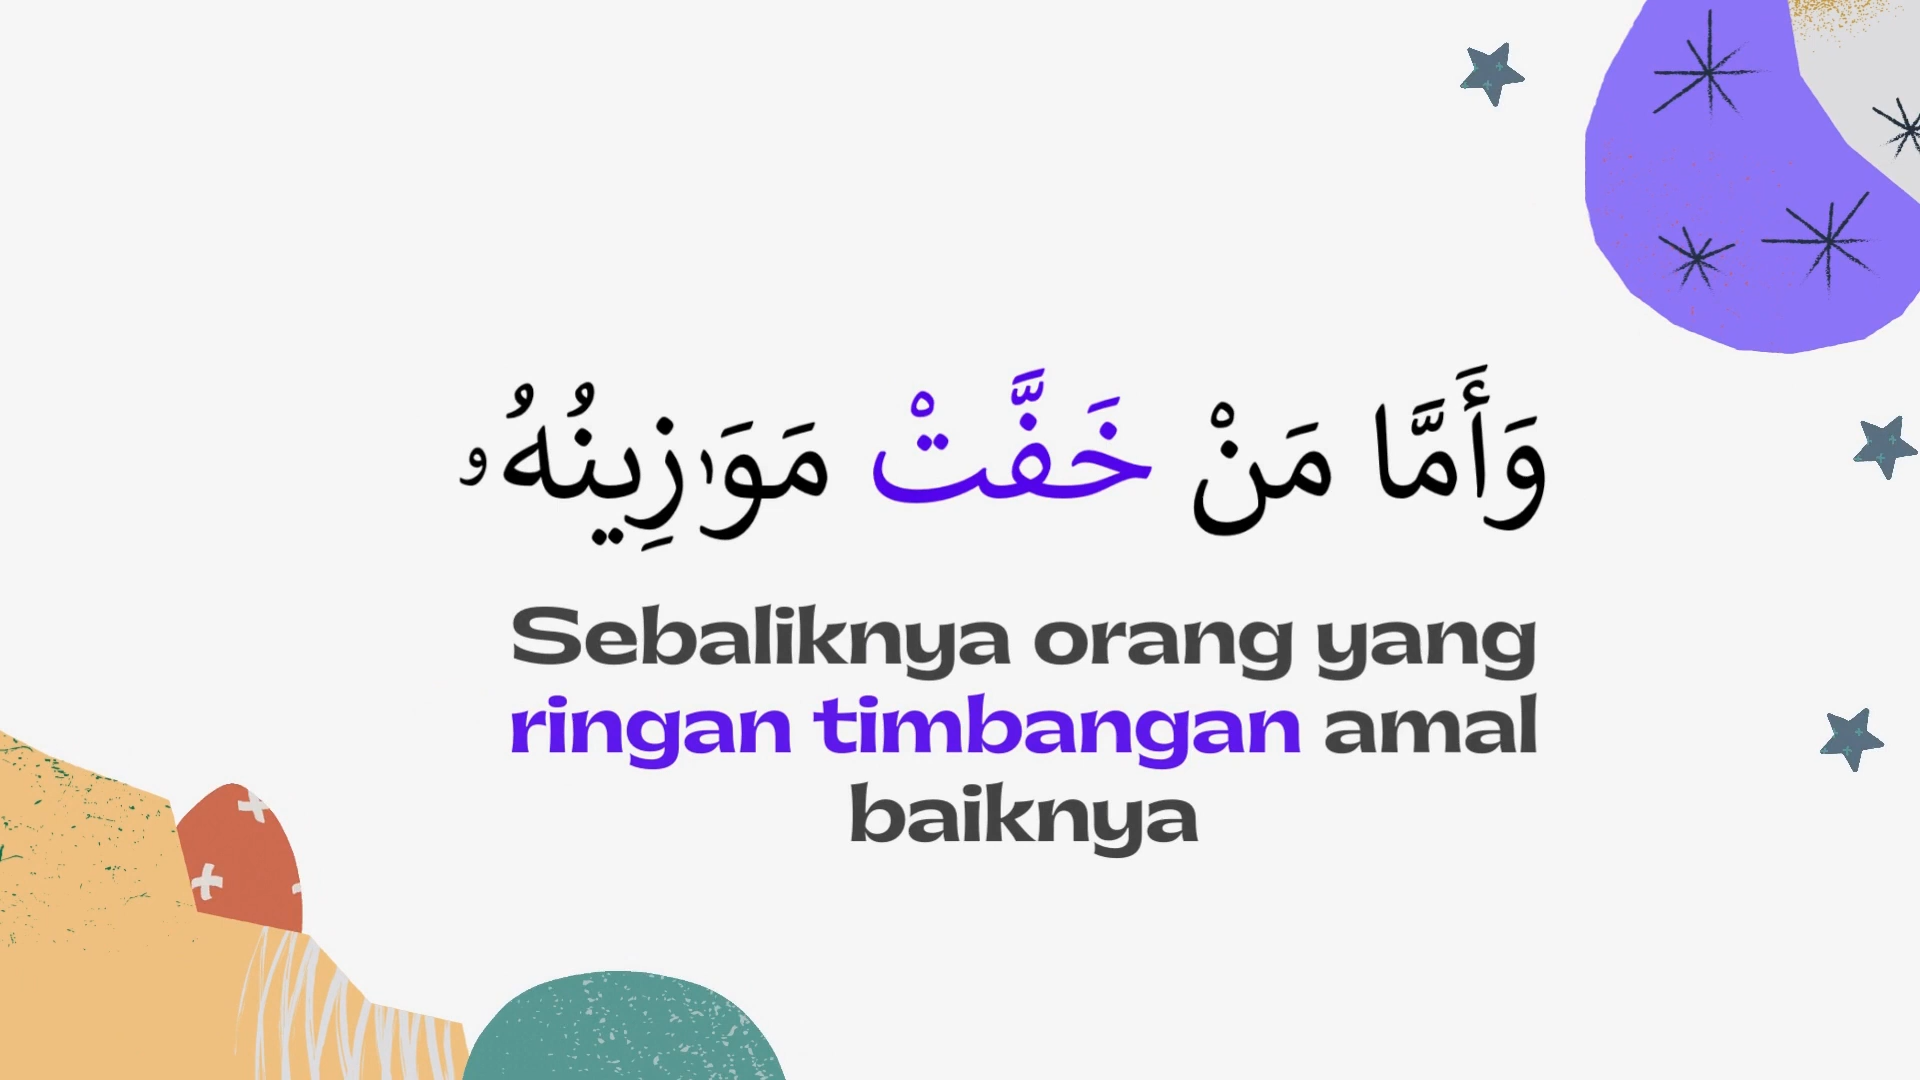 وَأَمَّا مَنْ خَفَّتْ مَوَٰزِينُهُۥ
Sebaliknya orang yang
ringan timbangan amal
baiknya